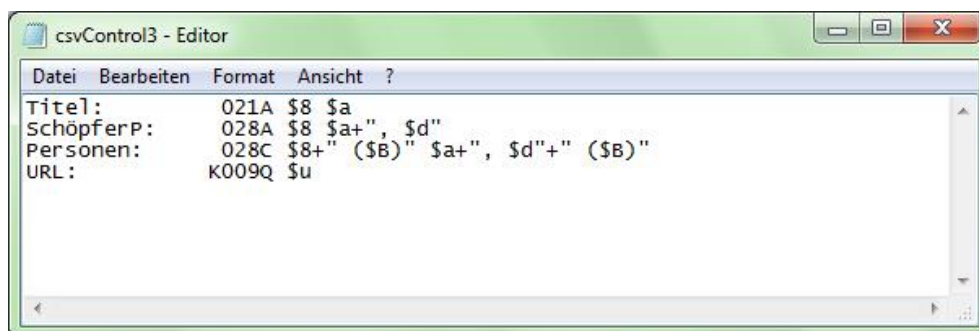 csvControl3 - Editor
Datei Bearbeiten Format Ansicht ?
Titel: 021A $8 $a
SchöpferP: 028A $8 $a+", $d"
Personen: 028C $8+" ($B)" $a+", $d"+" ($B)"
URL: K009Q $u